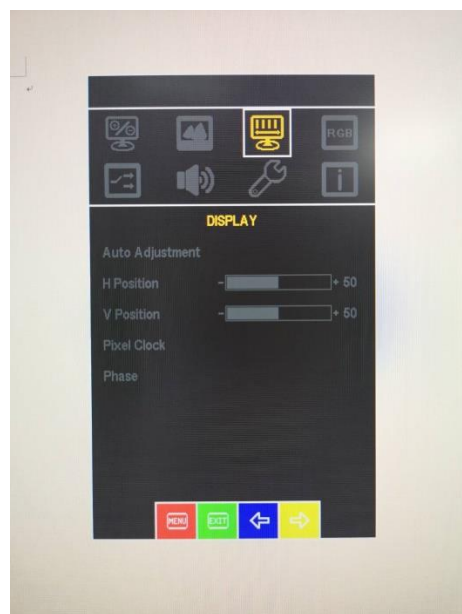 RGB
DISPLAY
Auto Adjustment
H Position - + 50
V Position - + 50
Pixel Clock
Phase
MENU EXIT